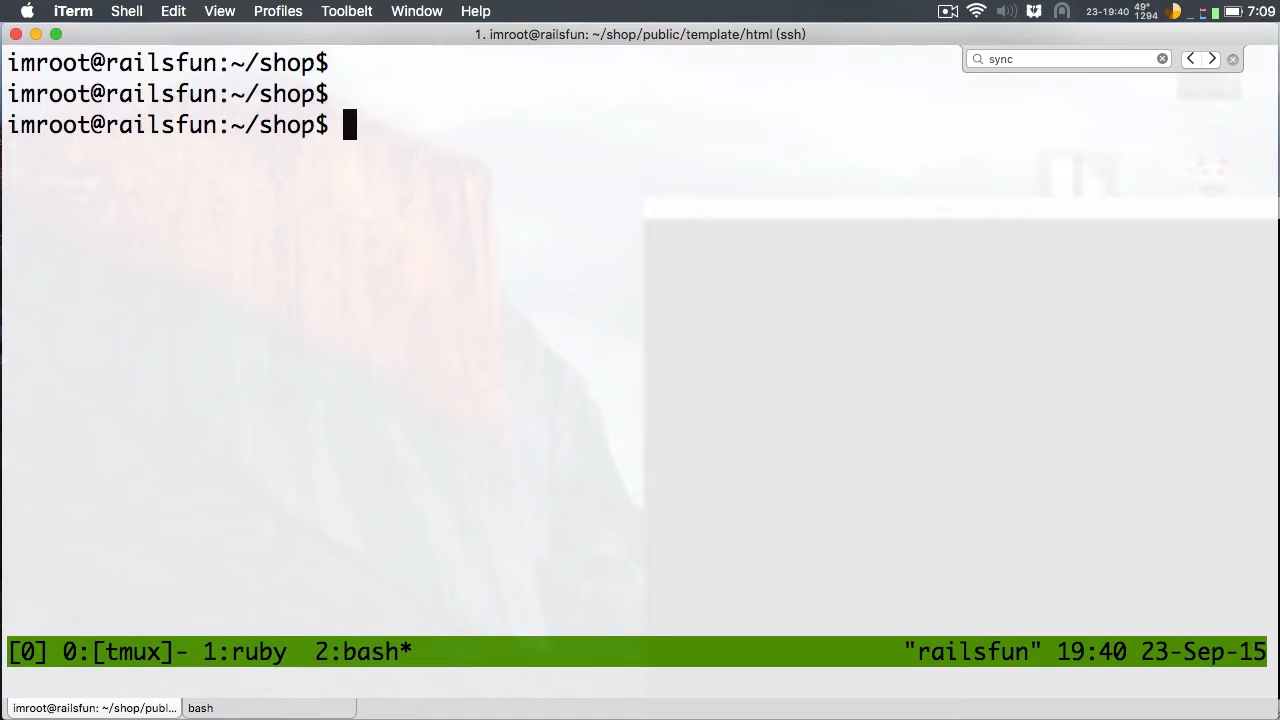 iTerm Shell Edit View Profiles Toolbelt Window Help 23-19:40 49° 1294 7:09
1. imroot@railsfun: ~/shop/public/template/html (ssh)
sync
imroot@railsfun:~/shop$
imroot@railsfun:~/shop$
imroot@railsfun:~/shop$
[0] 0:[tmux]- 1:ruby 2:bash* "railsfun" 19:40 23-Sep-15
imroot@railsfun: ~/shop/publ... bash